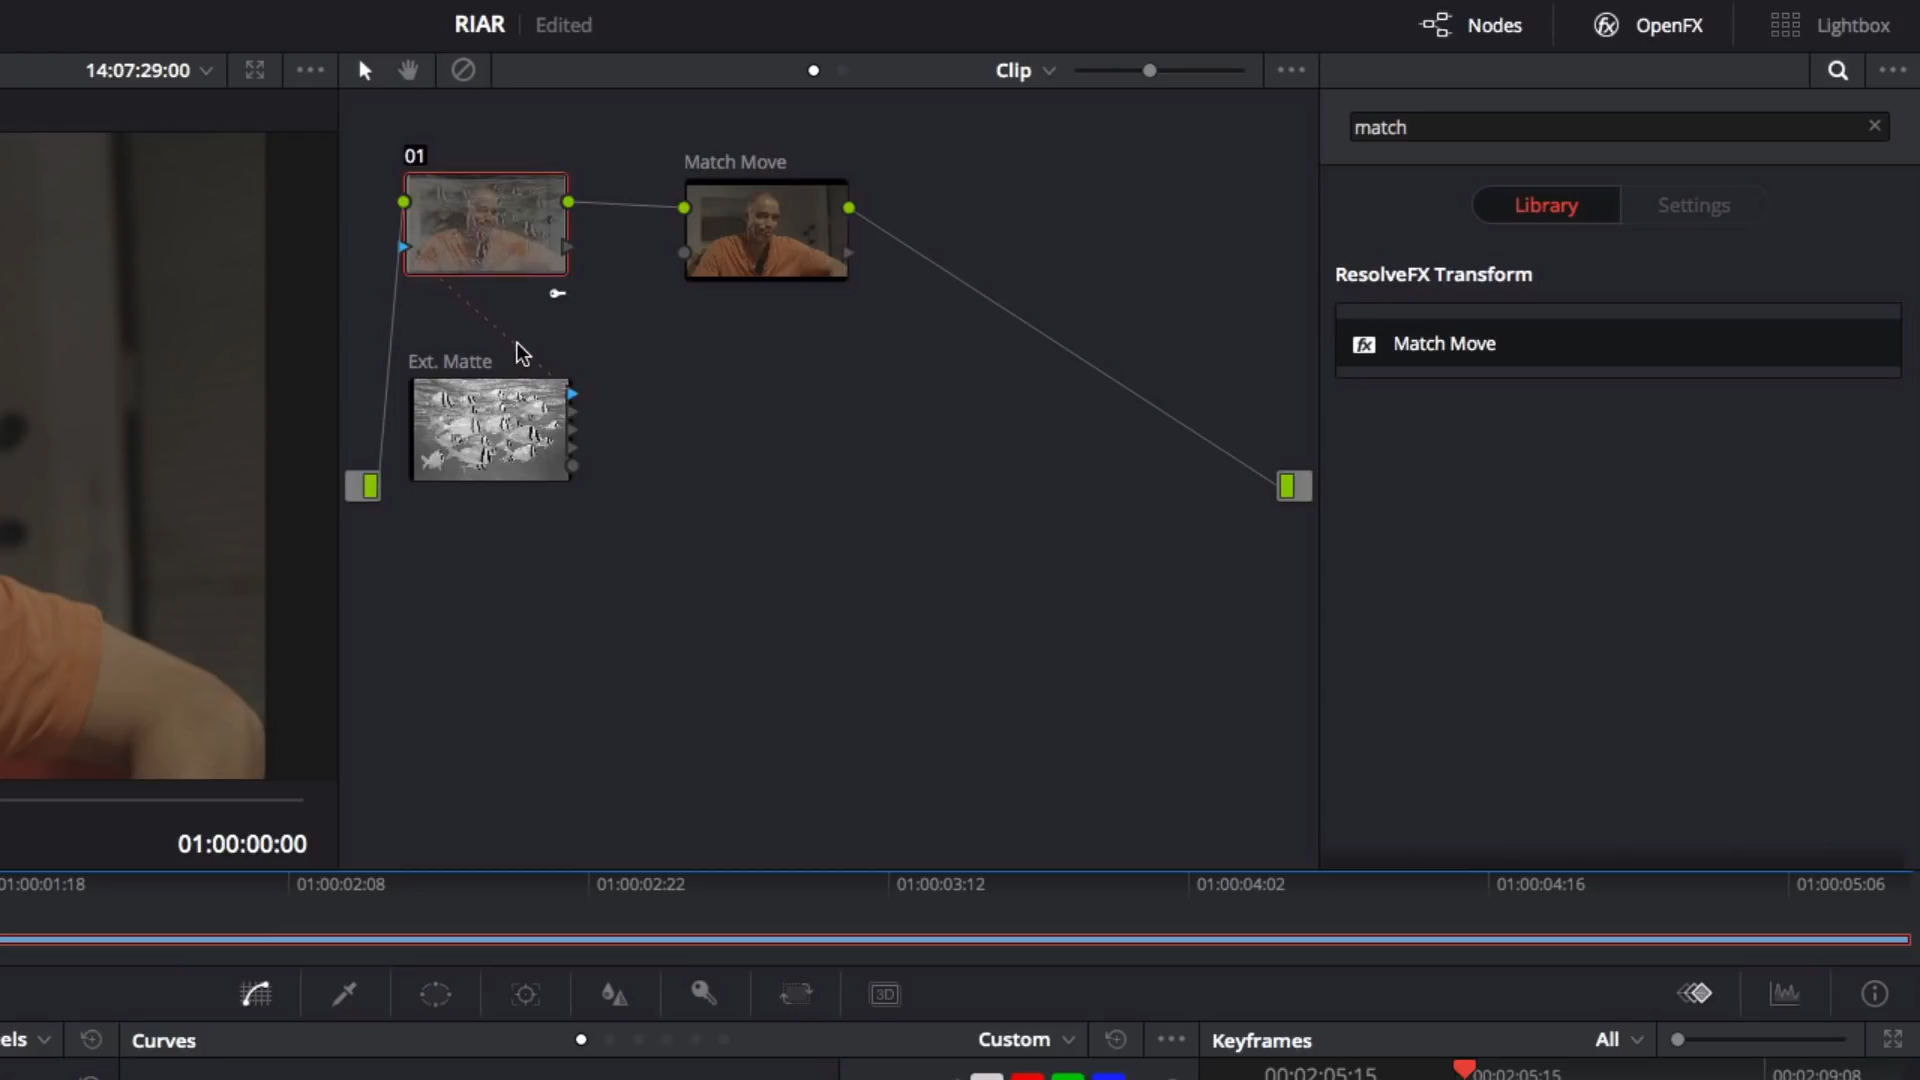 RIAR
Edited
Nodes
OpenFX
Lightbox
14:07:29:00
Clip
match
01
Match Move
Library
Settings
ResolveFX Transform
fx Match Move
Ext. Matte
01:00:00:00
01:00:01:18
01:00:02:08
01:00:02:22
01:00:03:12
01:00:04:02
01:00:04:16
01:00:05:06
3D
els
Curves
Custom
Keyframes
All
00:02:05:15
00:02:05:15
00:02:09:08